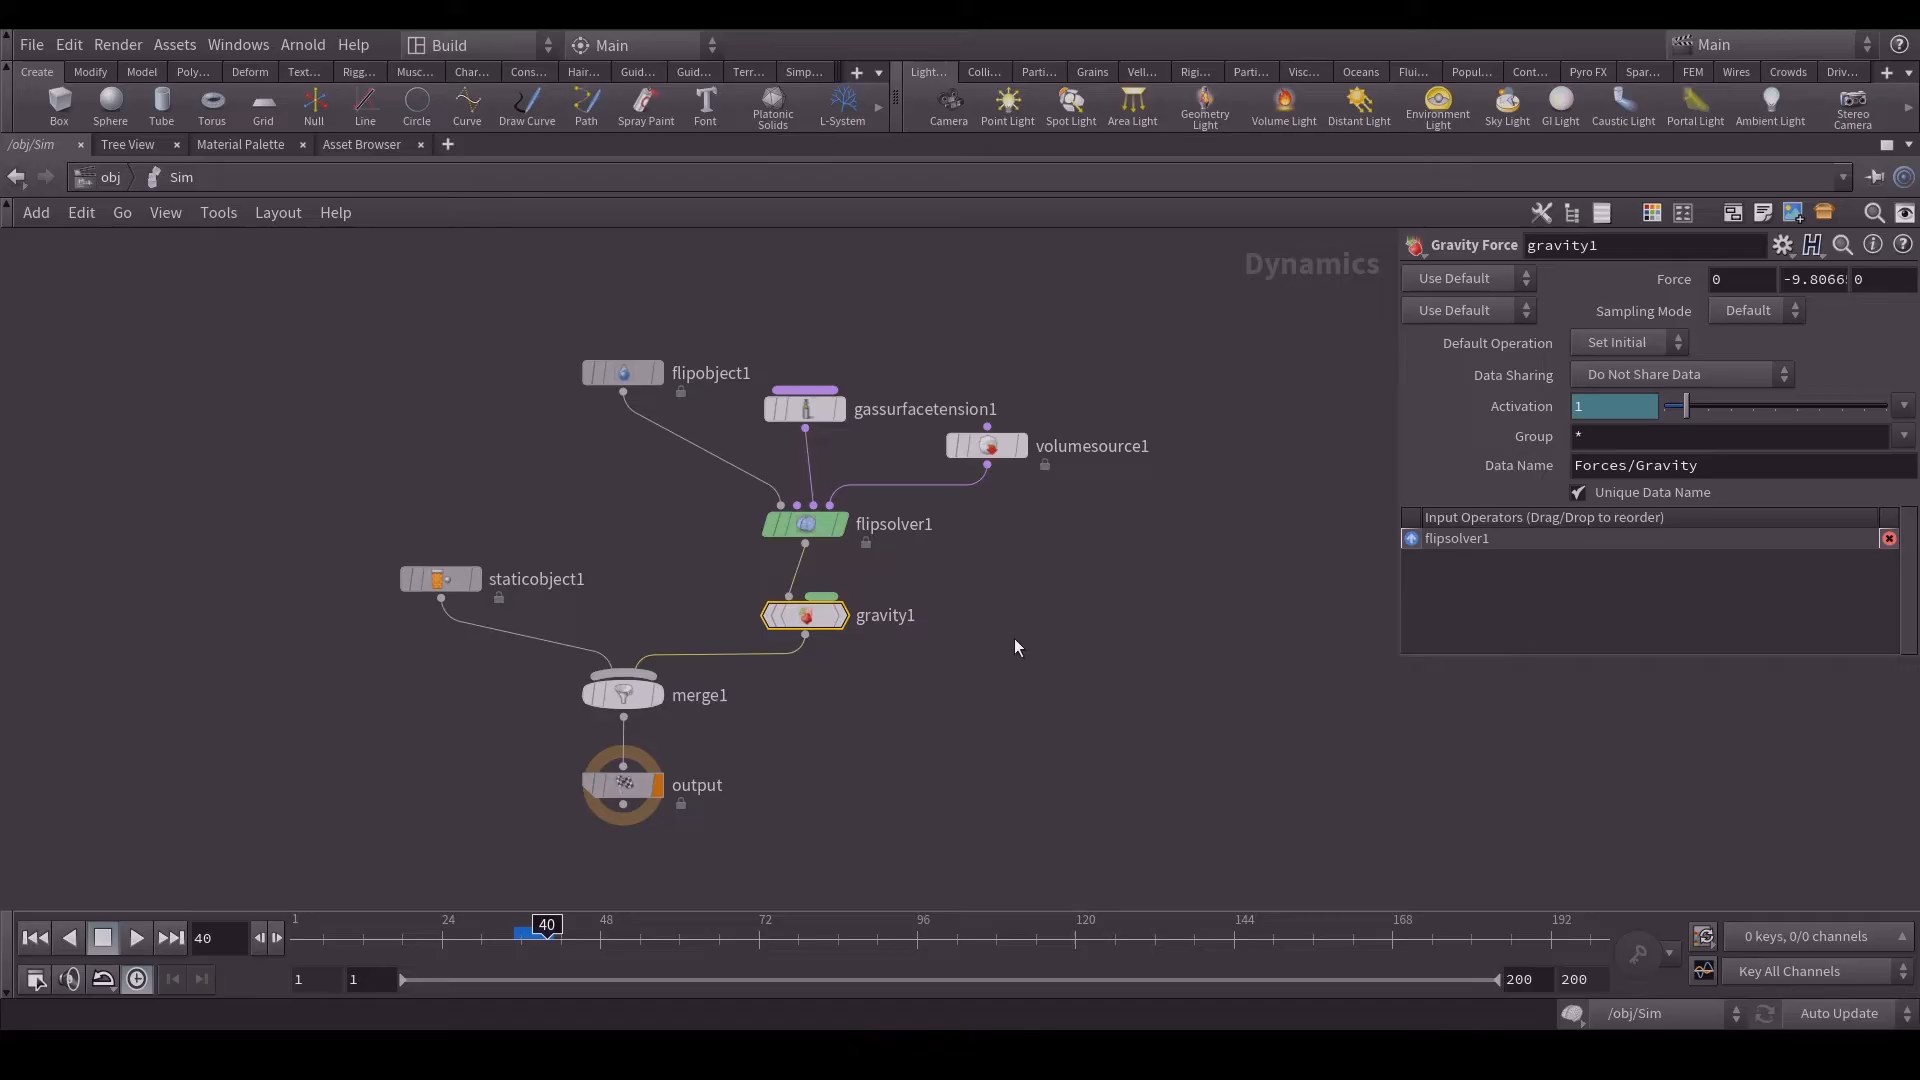 File Edit Render Assets Windows Arnold Help Build Main Main
Create Modify Model Poly... Deform Text... Rigg... Musc... Char... Cons... Hair... Guid... Guid... Terr... Simp... Light... Colli... Parti... Grains Vell... Rigi... Parti... Visc... Oceans Flui... Popul... Cont... Pyro FX Spar... FEM Wires Crowds Driv...
Box Sphere Tube Torus Grid Null Line Circle Curve Draw Curve Path Spray Paint Font Platonic Solids L-System Camera Point Light Spot Light Area Light Geometry Light Volume Light Distant Light Environment Light Sky Light GI Light Caustic Light Portal Light Ambient Light Stereo Camera
/obj/Sim Tree View Material Palette Asset Browser
obj Sim
Add Edit Go View Tools Layout Help
Dynamics
Gravity Force gravity1
Use Default Force 0 -9.8066 0
Use Default Sampling Mode Default
Default Operation Set Initial
Data Sharing Do Not Share Data
Activation 1
Group *
Data Name Forces/Gravity
Unique Data Name
Input Operators (Drag/Drop to reorder)
flipsolver1
flipobject1
gassurfacetension1
volumesource1
flipsolver1
staticobject1
gravity1
merge1
output
40 1 24 40 48 72 96 120 144 168 192 0 keys, 0/0 channels
1 1 200 200 Key All Channels
/obj/Sim Auto Update